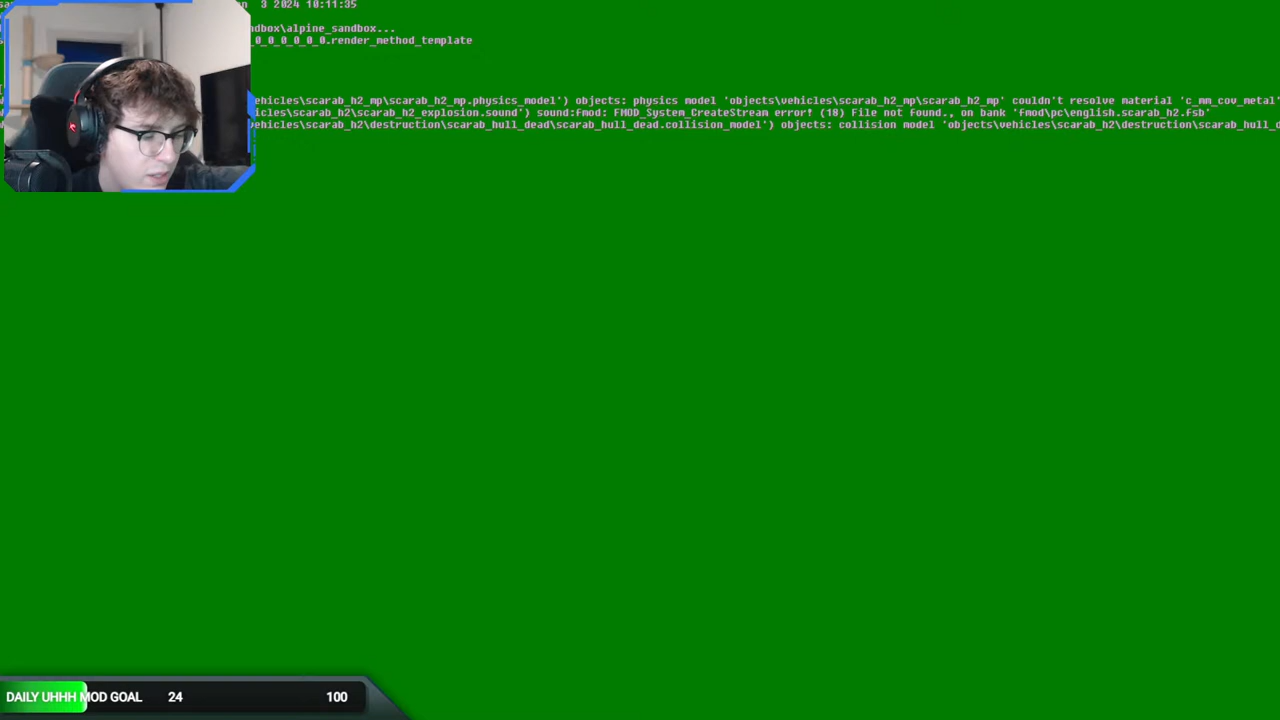 3 2024 10:11:35
ndbox\alpine_sandbox...
_0_0_0_0_0_0.render_method_template
ehicles\scarab_h2_mp\scarab_h2_mp.physics_model') objects: physics model 'objects\vehicles\scarab_h2_mp\scarab_h2_mp' couldn't resolve material 'c_mm_cov_metal'
ehicles\scarab_h2\scarab_h2_explosion.sound') sound:fmod: FMOD_System_CreateStream error! (18) File not found., on bank 'fmod\pc\english.scarab_h2.fsb'
ehicles\scarab_h2\destruction\scarab_hull_dead\scarab_hull_dead.collision_model') objects: collision model 'objects\vehicles\scarab_h2\destruction\scarab_hull_d
DAILY UHHH MOD GOAL 24 100